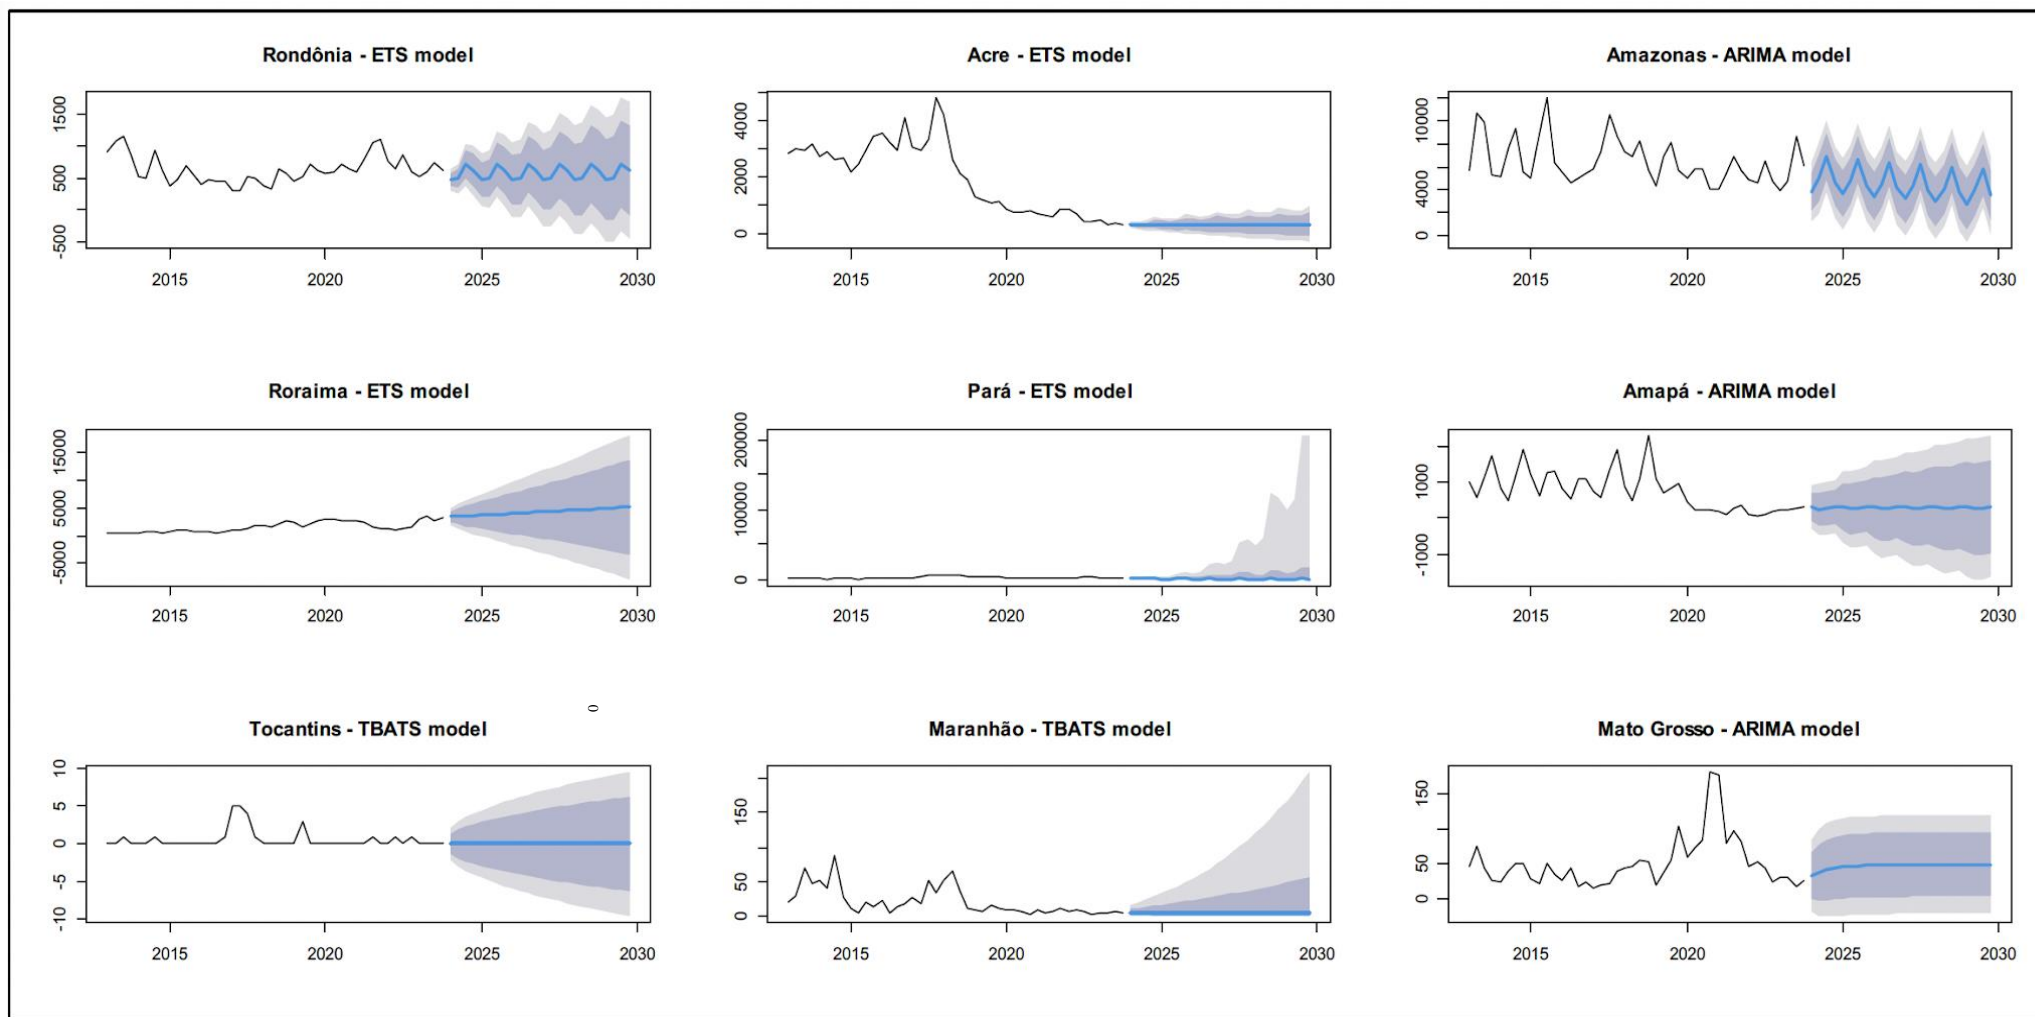 Rondônia - ETS model
Acre - ETS model
Amazonas - ARIMA model
-500 500 1500
2015 2020 2025 2030
0 2000 4000
2015 2020 2025 2030
0 4000 10000
2015 2020 2025 2030
Roraima - ETS model
Pará - ETS model
Amapá - ARIMA model
-5000 5000 15000
2015 2020 2025 2030
0 100000 200000
2015 2020 2025 2030
-1000 1000
2015 2020 2025 2030
0
Tocantins - TBATS model
Maranhão - TBATS model
Mato Grosso - ARIMA model
-10 -5 0 5 10
2015 2020 2025 2030
0 50 150
2015 2020 2025 2030
0 50 150
2015 2020 2025 2030